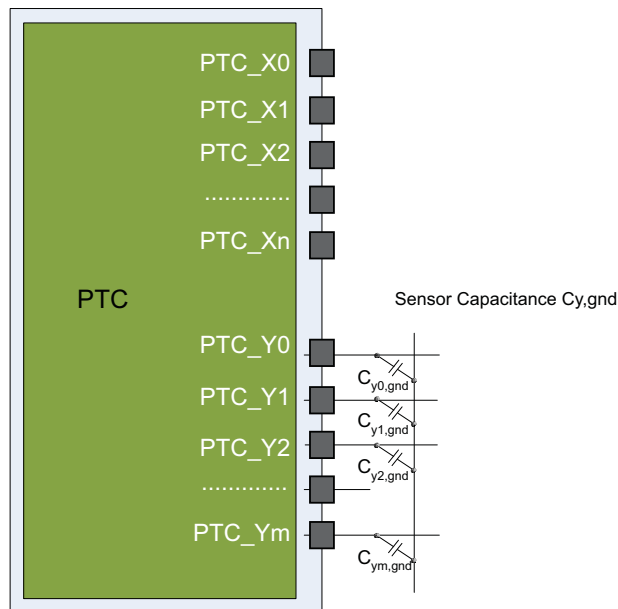 PTC_X0
PTC_X1
PTC_X2
.............
PTC_Xn
PTC
Sensor Capacitance Cy,gnd
PTC_Y0
Cy0,gnd
PTC_Y1
Cy1,gnd
PTC_Y2
Cy2,gnd
.............
PTC_Ym
Cym,gnd